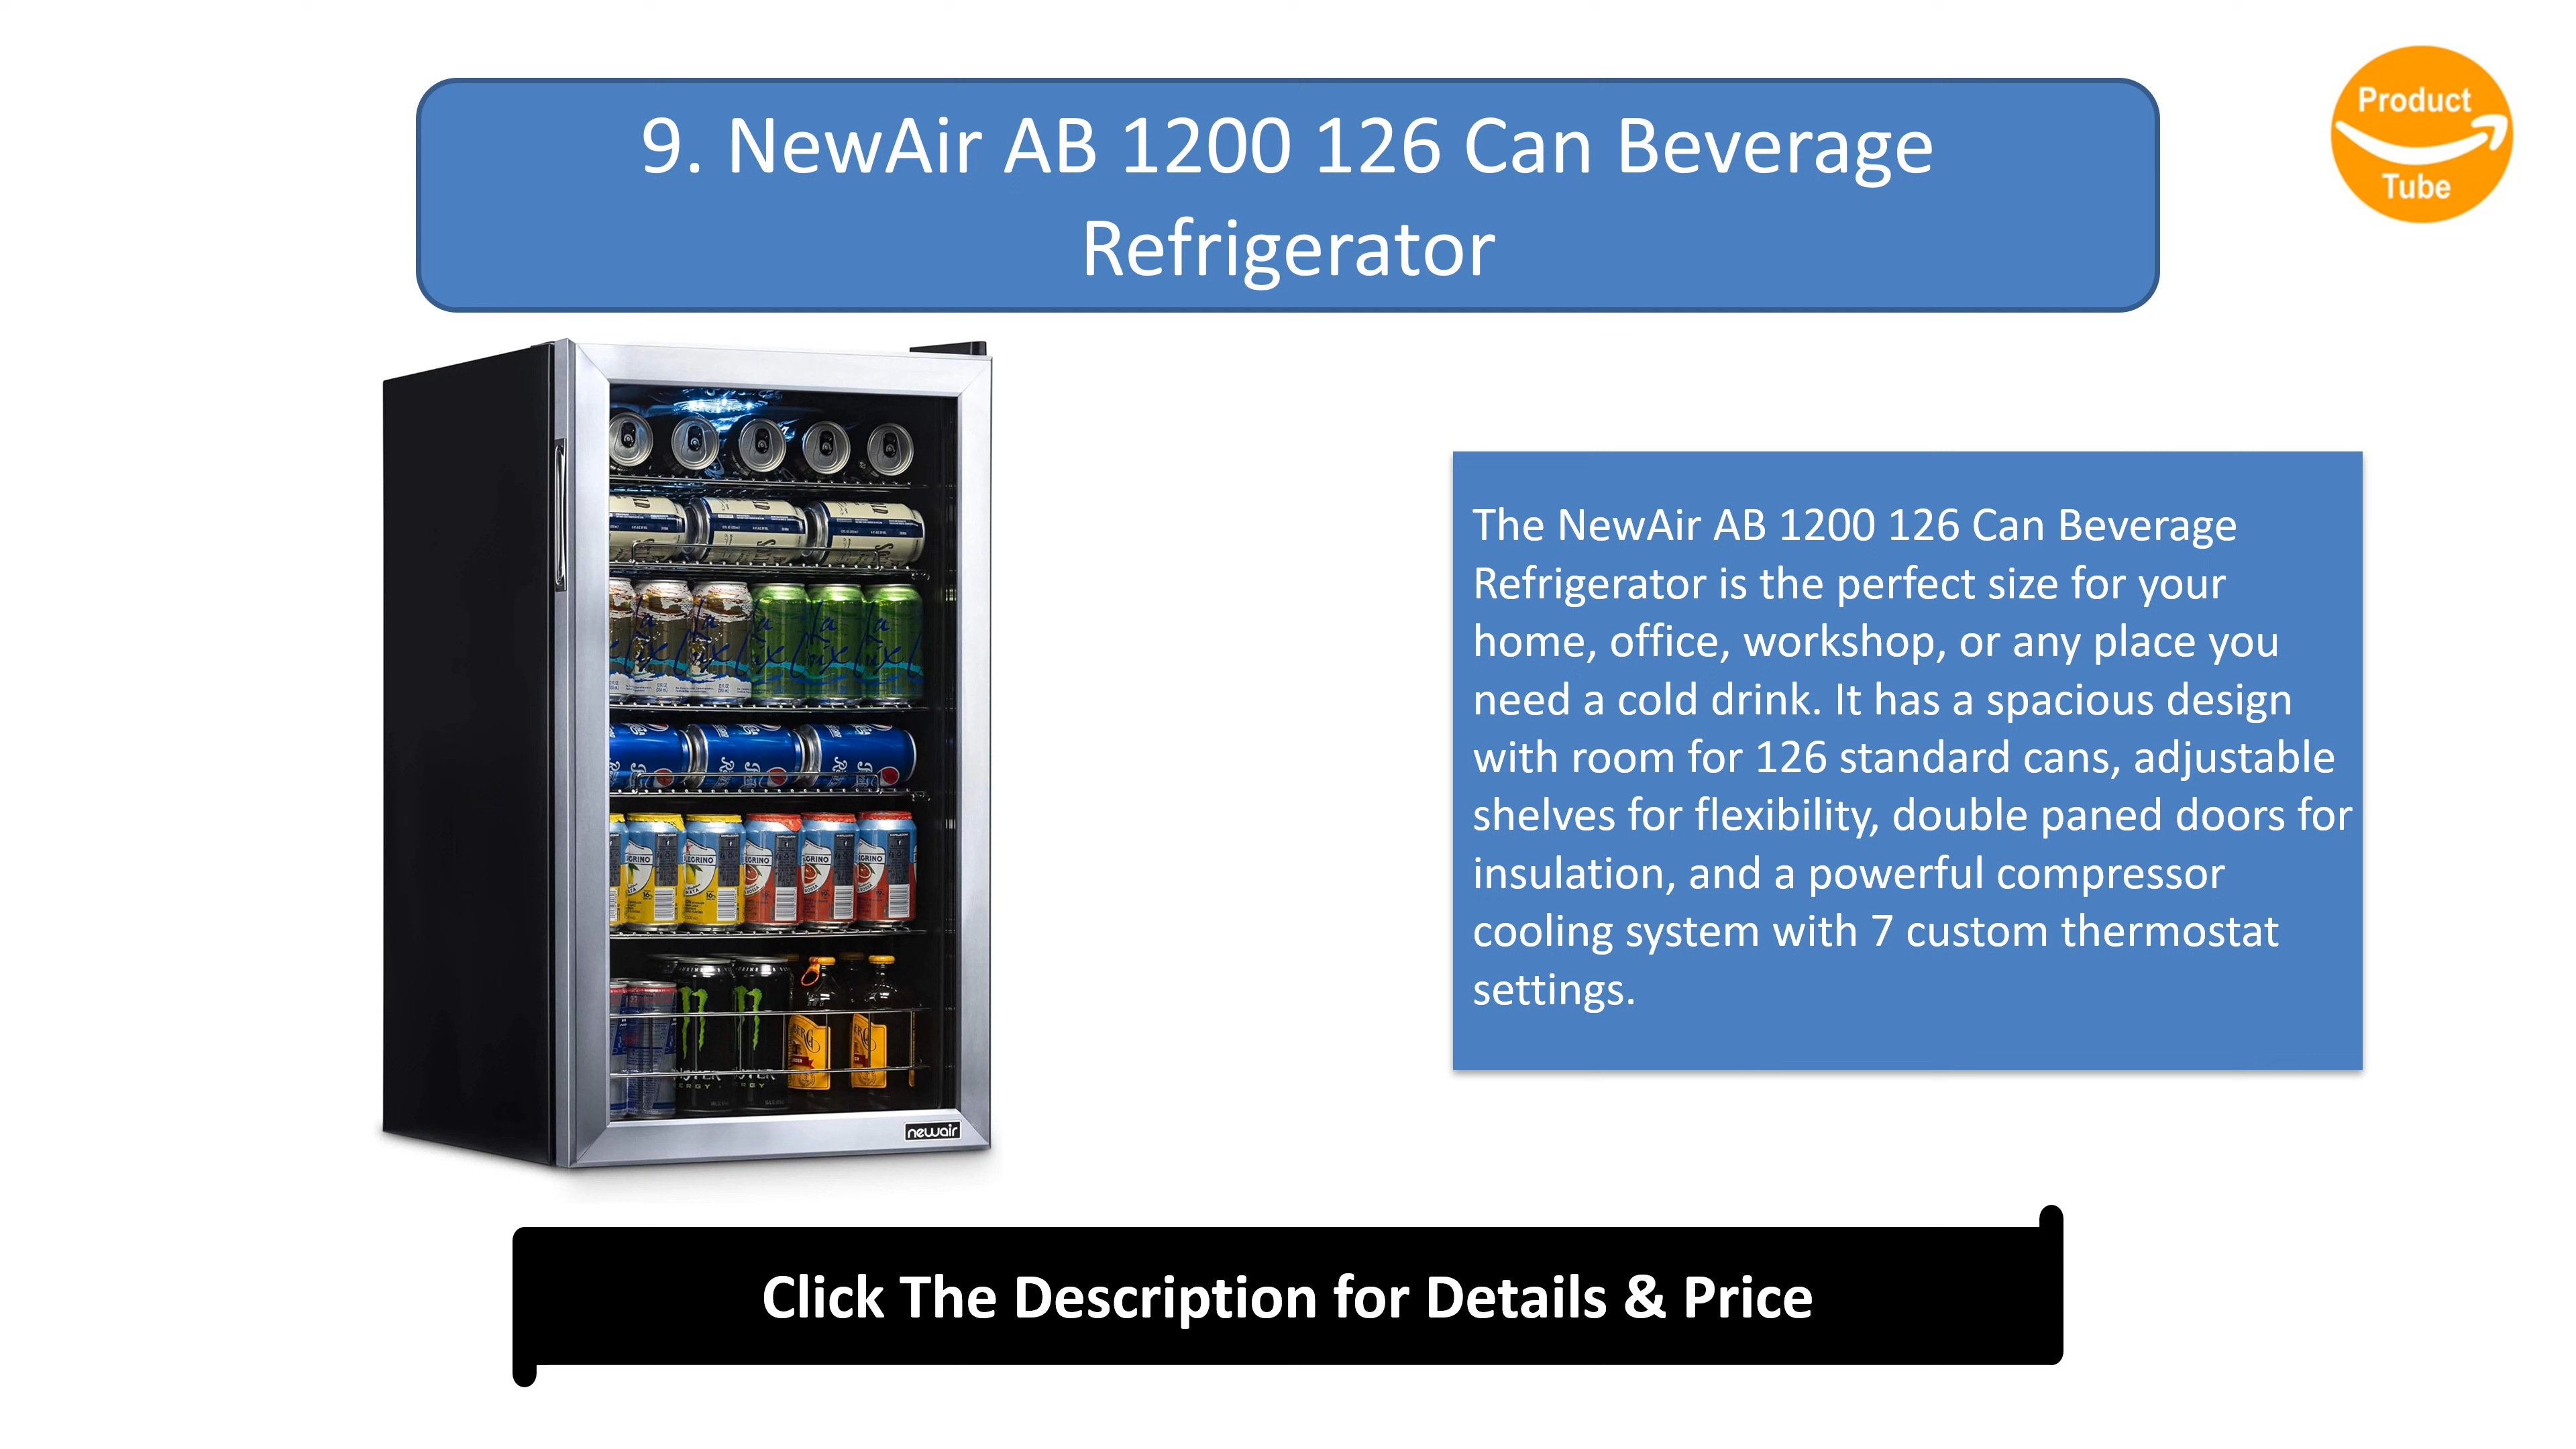 Product
Tube
9. NewAir AB 1200 126 Can Beverage
Refrigerator
The NewAir AB 1200 126 Can Beverage
Refrigerator is the perfect size for your
home, office, workshop, or any place you
need a cold drink. It has a spacious design
with room for 126 standard cans, adjustable
shelves for flexibility, double paned doors for
insulation, and a powerful compressor
cooling system with 7 custom thermostat
settings.
newair
Click The Description for Details & Price